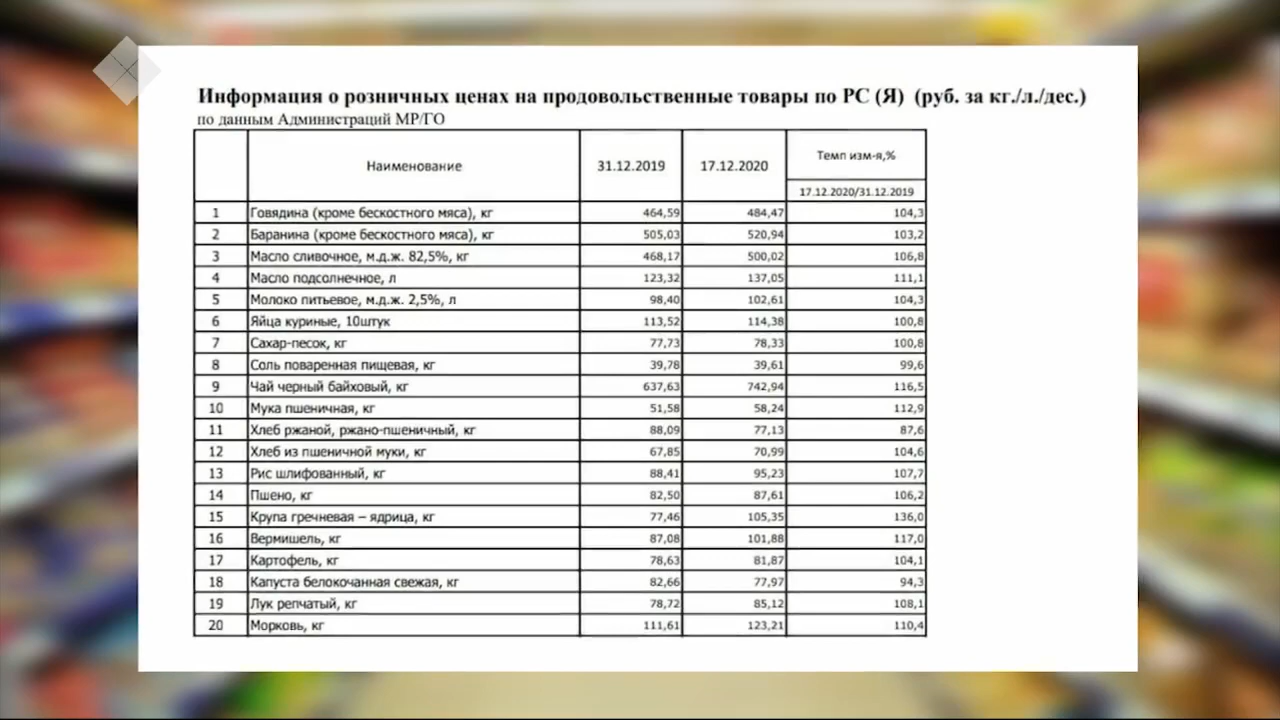 Информация о розничных ценах на продовольственные товары по РС (Я) (руб. за кг./л./дес.)
по данным Администраций МР/ГО
Наименование 31.12.2019 17.12.2020 Темп изм-я,%
17.12.2020/31.12.2019
1 Говядина (кроме бескостного мяса), кг 464,59 484,47 104,3
2 Баранина (кроме бескостного мяса), кг 505,03 520,94 103,2
3 Масло сливочное, м.д.ж. 82,5%, кг 468,17 500,02 106,8
4 Масло подсолнечное, л 123,32 137,05 111,1
5 Молоко питьевое, м.д.ж. 2,5%, л 98,40 102,61 104,3
6 Яйца куриные, 10штук 113,52 114,38 100,8
7 Сахар-песок, кг 77,73 78,33 100,8
8 Соль поваренная пищевая, кг 39,78 39,61 99,6
9 Чай черный байховый, кг 637,63 742,94 116,5
10 Мука пшеничная, кг 51,58 58,24 112,9
11 Хлеб ржаной, ржано-пшеничный, кг 88,09 77,13 87,6
12 Хлеб из пшеничной муки, кг 67,85 70,99 104,6
13 Рис шлифованный, кг 88,41 95,23 107,7
14 Пшено, кг 82,50 87,61 106,2
15 Крупа гречневая – ядрица, кг 77,46 105,35 136,0
16 Вермишель, кг 87,08 101,88 117,0
17 Картофель, кг 78,63 81,87 104,1
18 Капуста белокочанная свежая, кг 82,66 77,97 94,3
19 Лук репчатый, кг 78,72 85,12 108,1
20 Морковь, кг 111,61 123,21 110,4